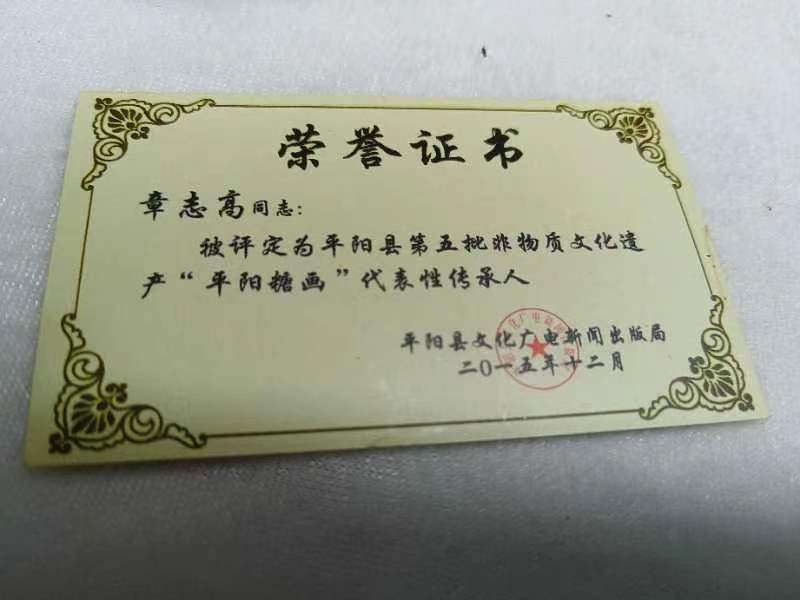 荣誉证书
章志高同志：
被评定为平阳县第五批非物质文化遗
产“平阳糖画”代表性传承人
平阳县文化广电新闻出版局
二〇一五年十二月